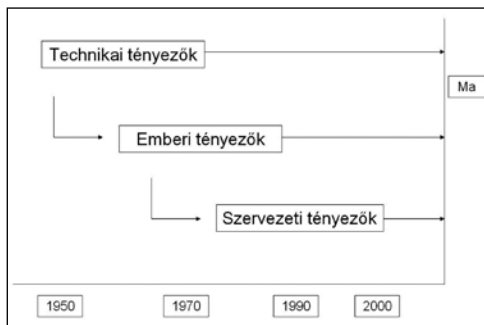 Technikai tényezők
Ma
Emberi tényezők
Szervezeti tényezők
1950
1970
1990
2000